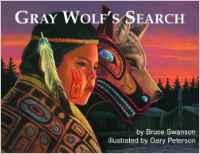 GRAY WOLF'S SEARCH
by Bruce Swanson
illustrated by Gary Peterson